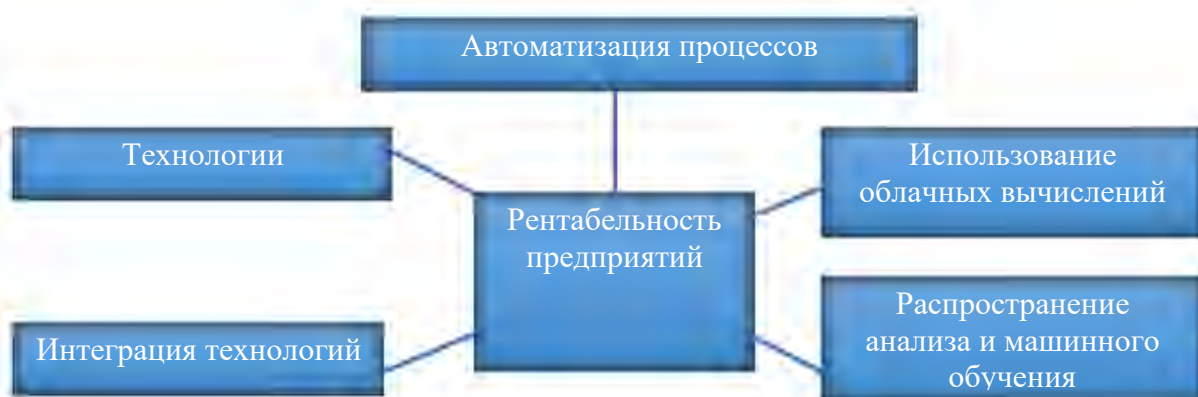 Автоматизация процессов
Технологии
Использование
облачных вычислений
Рентабельность
предприятий
Интеграция технологий
Распространение
анализа и машинного
обучения